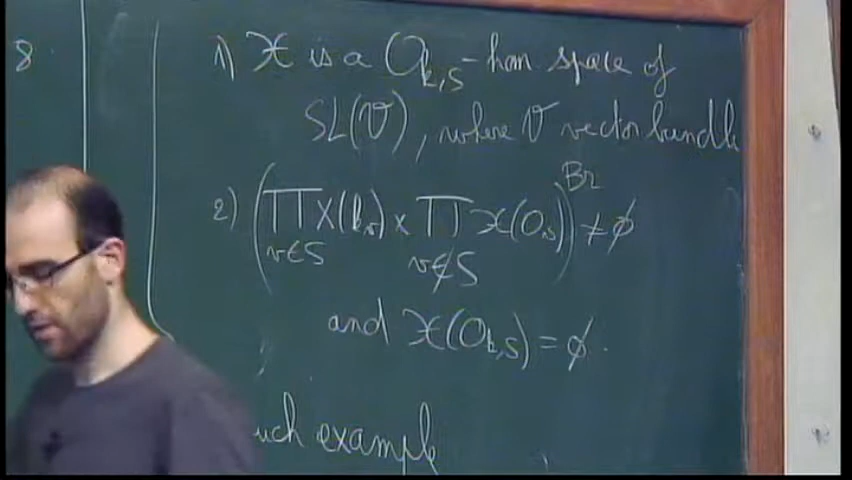 8
1) 𝒳 is a O_{k,S}-hom space of
SL(𝒱), where 𝒱 vector bundle
2) (∏_{v∈S} X(k_v) × ∏_{v∉S} 𝒳(O_v))^{Br} ≠ ∅
and 𝒳(O_{k,S}) = ∅.
uch example